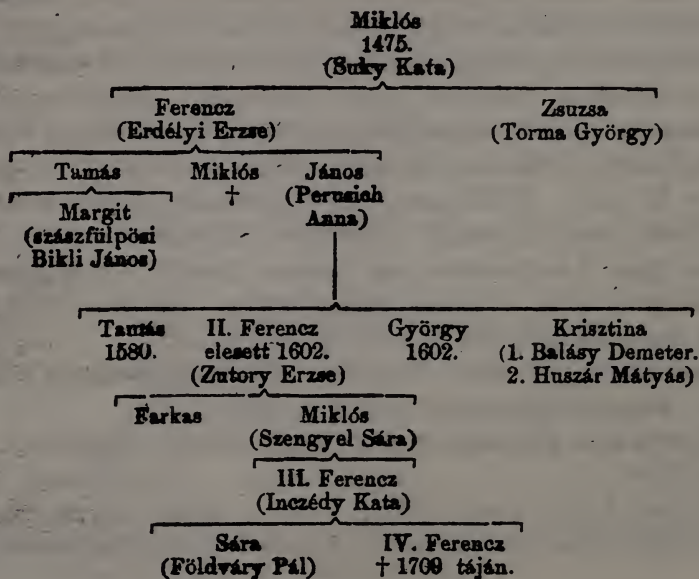 Miklós
1475.
(Suky Kata)
Ferencz Zsuzsa
(Erdélyi Erzse) (Torma György)
Tamás Miklós János
† (Perusich
Margit Anna)
(szászfülpösi
Bikli János)
Tamás II. Ferencz György Krisztina
1580. elesett 1602. 1602. (1. Balásy Demeter.
(Zutory Erzse) 2. Huszár Mátyás)
Farkas Miklós
(Szengyel Sára)
III. Ferencz
(Inczédy Kata)
Sára IV. Ferencz
(Földváry Pál) † 1709 táján.